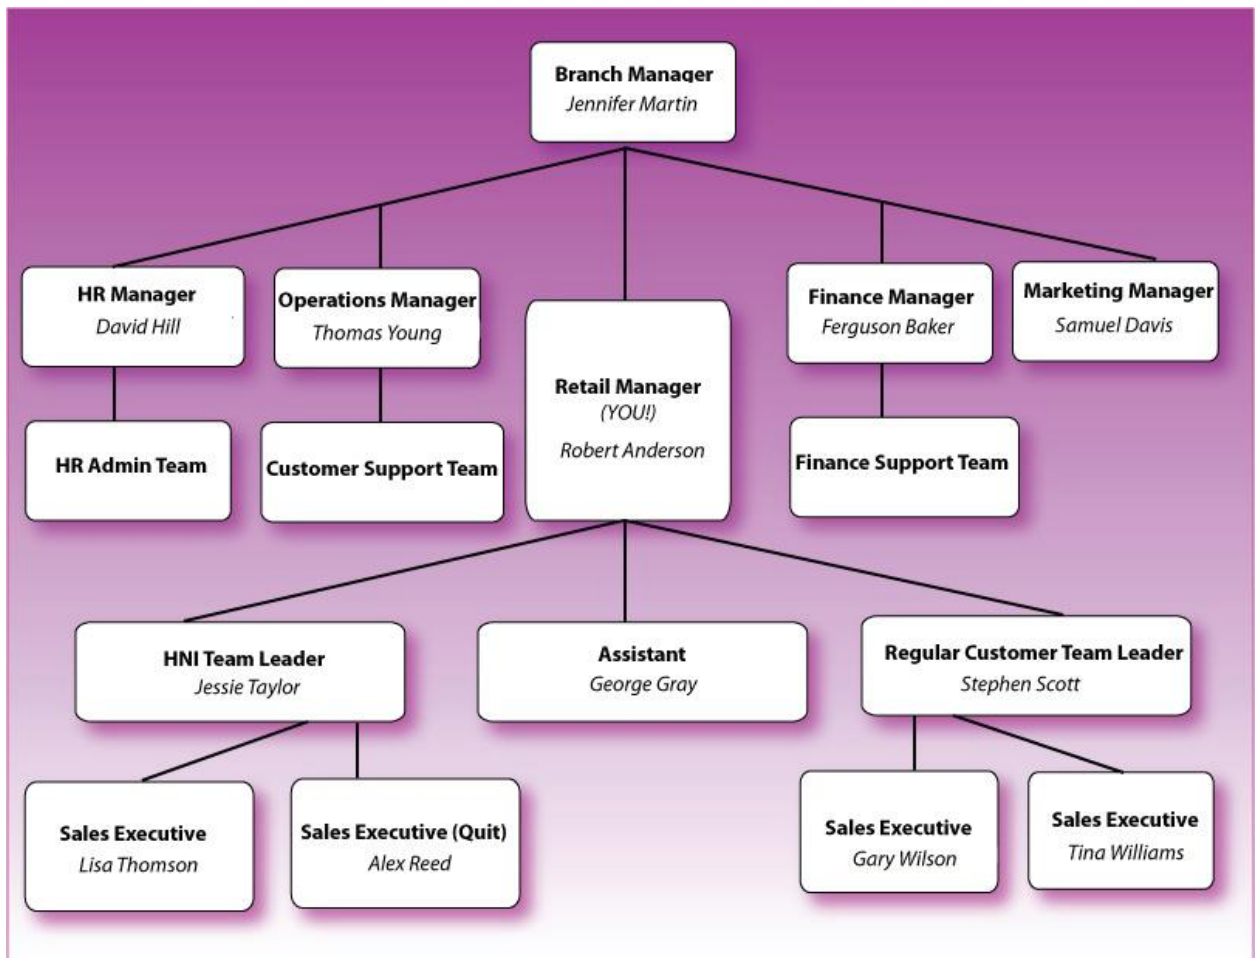 Branch Manager
Jennifer Martin
HR Manager
David Hill
Operations Manager
Thomas Young
Retail Manager
(YOU!)
Robert Anderson
Finance Manager
Ferguson Baker
Marketing Manager
Samuel Davis
HR Admin Team
Customer Support Team
Finance Support Team
HNI Team Leader
Jessie Taylor
Assistant
George Gray
Regular Customer Team Leader
Stephen Scott
Sales Executive
Lisa Thomson
Sales Executive (Quit)
Alex Reed
Sales Executive
Gary Wilson
Sales Executive
Tina Williams